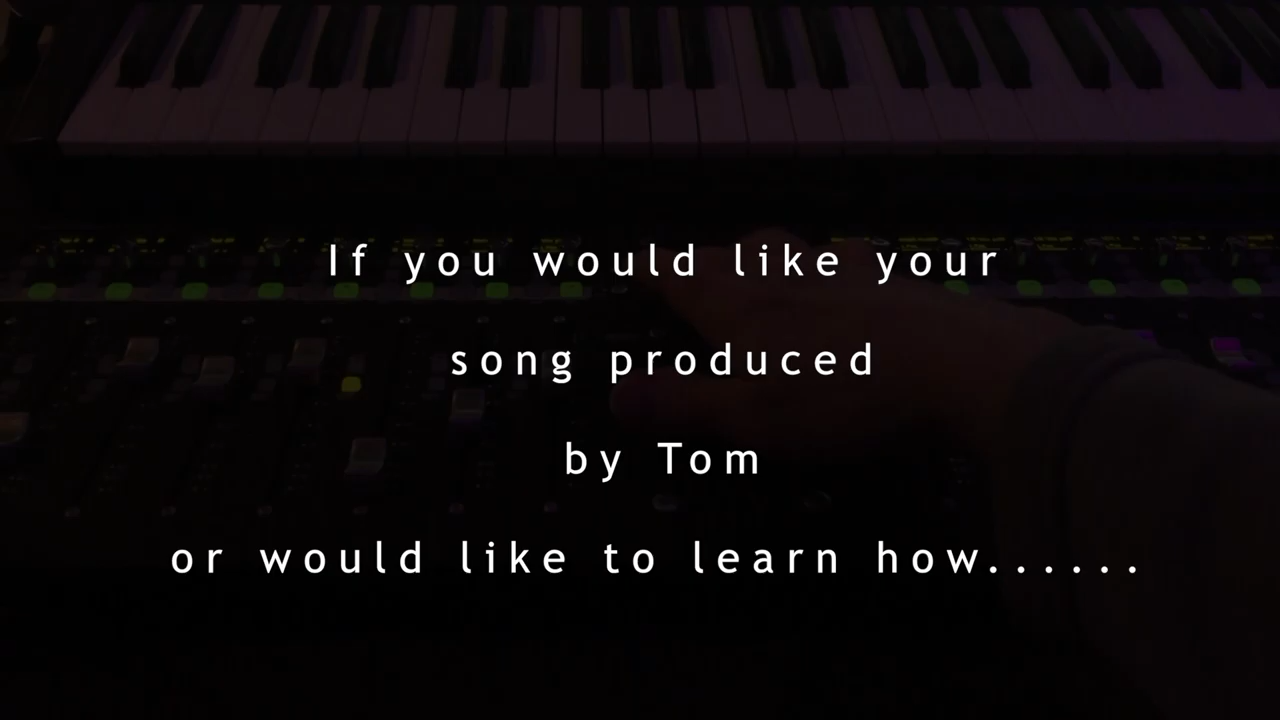 If you would like your
song produced
by Tom
or would like to learn how......